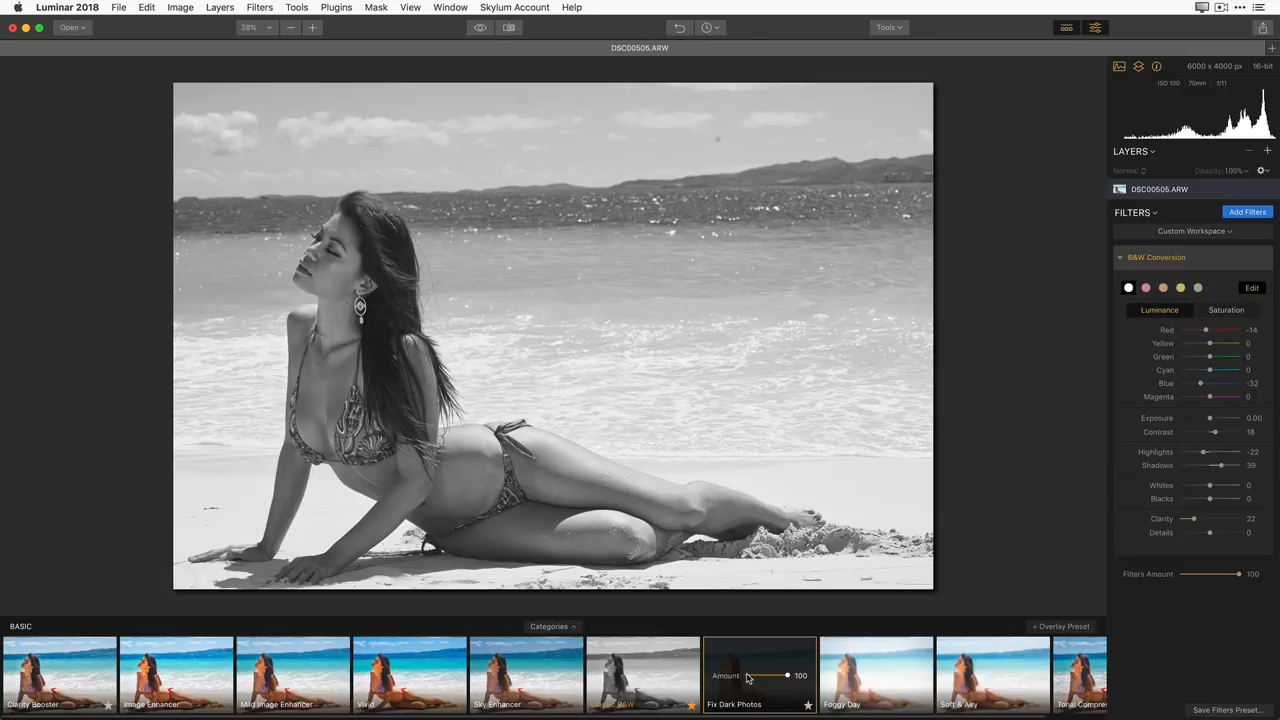 Luminar 2018 File Edit Image Layers Filters Tools Plugins Mask View Window Skylum Account Help
Open 38% Tools
DSC00505.ARW
6000 x 4000 px 16-bit
ISO 100 70mm f/11
LAYERS
Normal Opacity: 100%
DSC00505.ARW
FILTERS Add Filters
Custom Workspace
B&W Conversion
Edit
Luminance Saturation
Red -14
Yellow 0
Green 0
Cyan 0
Blue -32
Magenta 0
Exposure 0.00
Contrast 18
Highlights -22
Shadows 39
Whites 0
Blacks 0
Clarity 22
Details 0
Filters Amount 100
BASIC Categories + Overlay Preset
Amount 100
Clarity Booster Image Enhancer Mild Image Enhancer Vivid Sky Enhancer B&W Fix Dark Photos Foggy Day Soft & Airy Tonal Compres
Save Filters Preset...